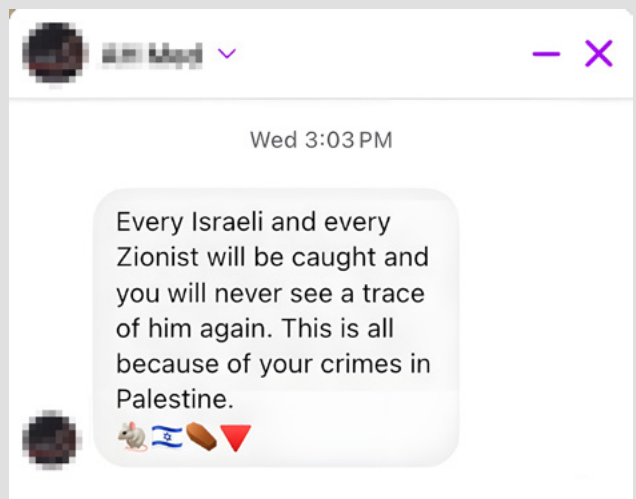 Wed 3:03 PM
Every Israeli and every
Zionist will be caught and
you will never see a trace
of him again. This is all
because of your crimes in
Palestine.
🐁🇮🇱⚰️🔻